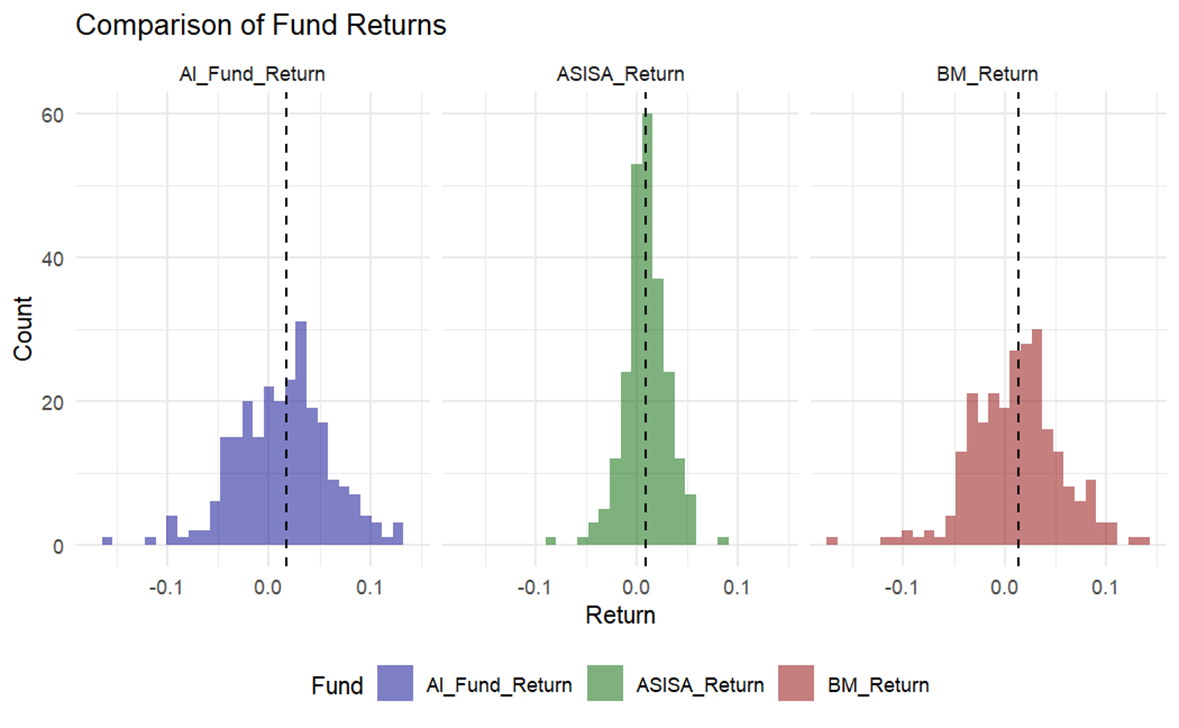 Comparison of Fund Returns
AI_Fund_Return ASISA_Return BM_Return
60
40
20
0
Count
-0.1 0.0 0.1 -0.1 0.0 0.1 -0.1 0.0 0.1
Return
Fund AI_Fund_Return ASISA_Return BM_Return